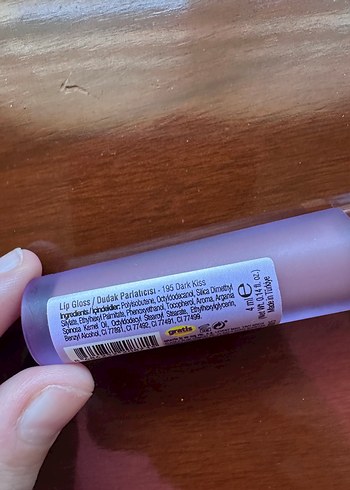 Lip Gloss / Dudak Parlatıcısı - 195 Dark Kiss
Ingredients / İçindekiler: Polyisobutene, Octyldodecanol, Silica Dimethyl
Silylate, Ethylhexyl Palmitate, Phenoxyethanol, Tocopherol, Aroma, Argania
Spinosa Kernel Oil, Octyldodecyl Stearoyl Stearate, Ethylhexylglycerin,
Benzyl Alcohol, CI 77891, CI 77492, CI 77491, CI 77499.
gratis
4 ml e
Net Wt. 0.14 fl. oz.)
Made in Türkiye